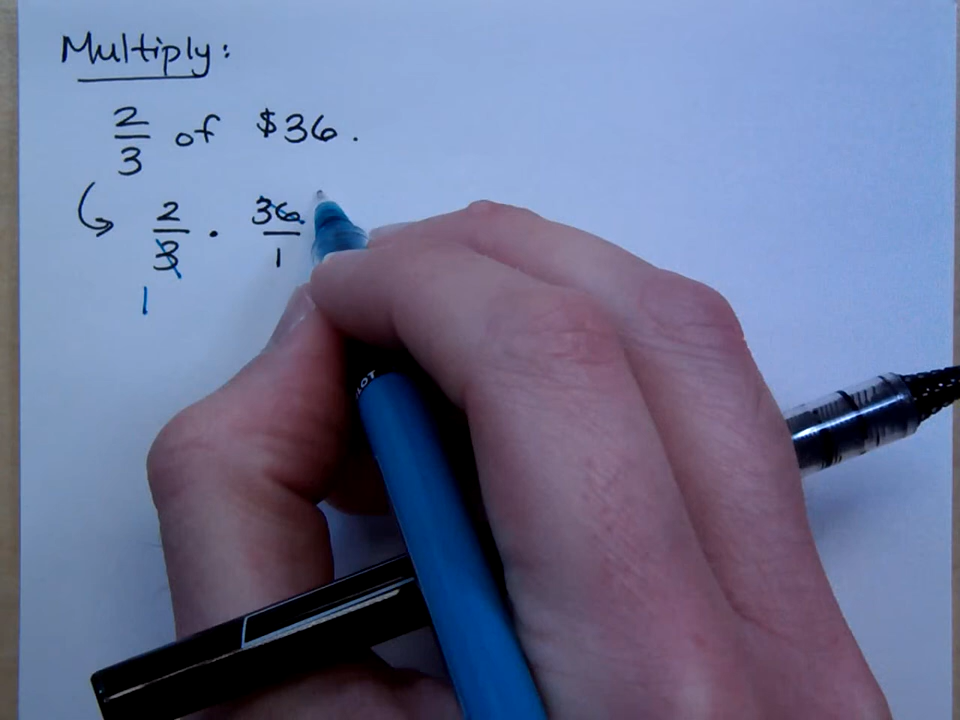 Multiply:
2/3 of $36.
2/3 · 36/1
1